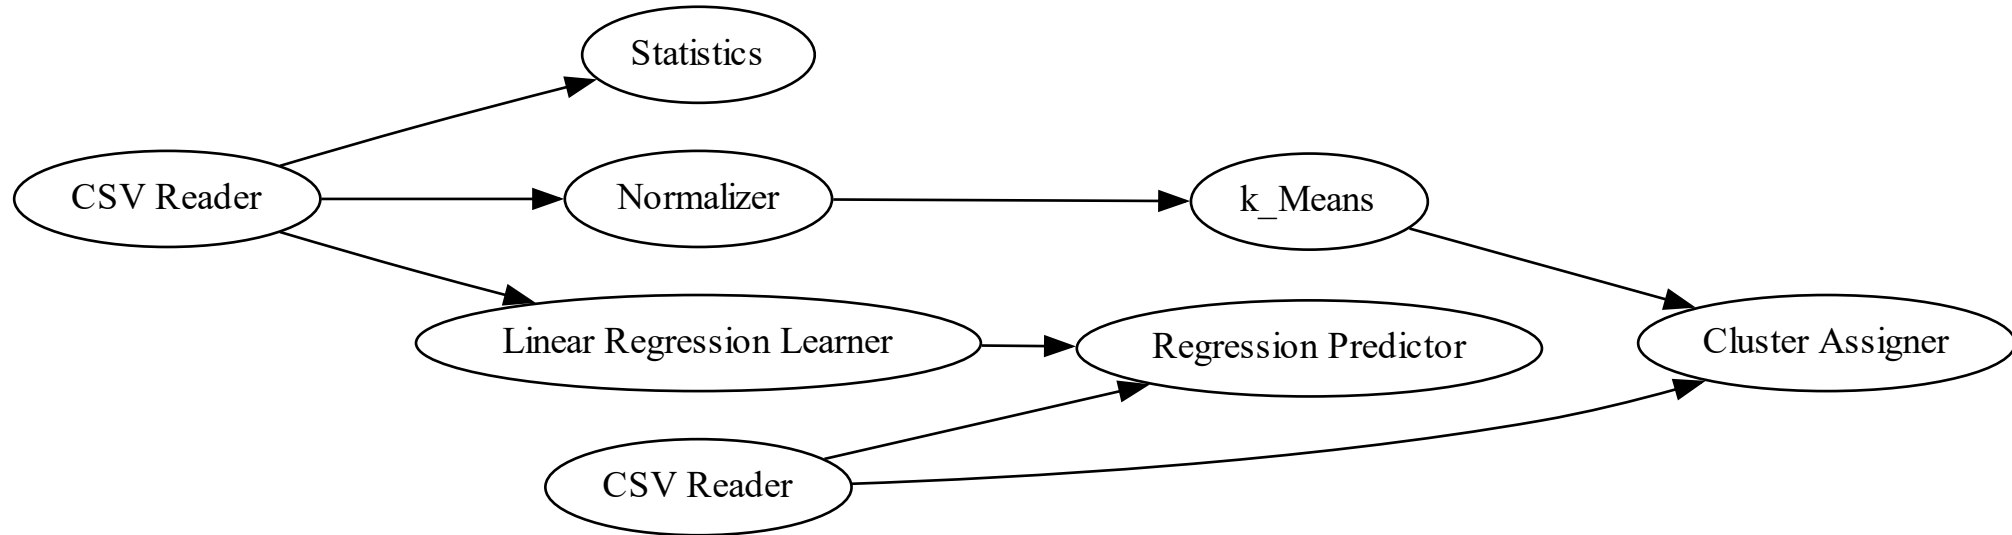 Statistics
CSV Reader
Normalizer
k_Means
Linear Regression Learner
Regression Predictor
Cluster Assigner
CSV Reader